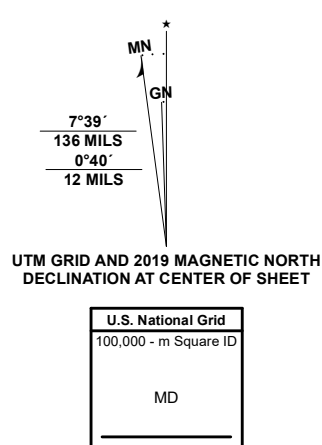 ★
MN
GN
7°39´
136 MILS
0°40´
12 MILS
UTM GRID AND 2019 MAGNETIC NORTH
DECLINATION AT CENTER OF SHEET
U.S. National Grid
100,000 - m Square ID
MD